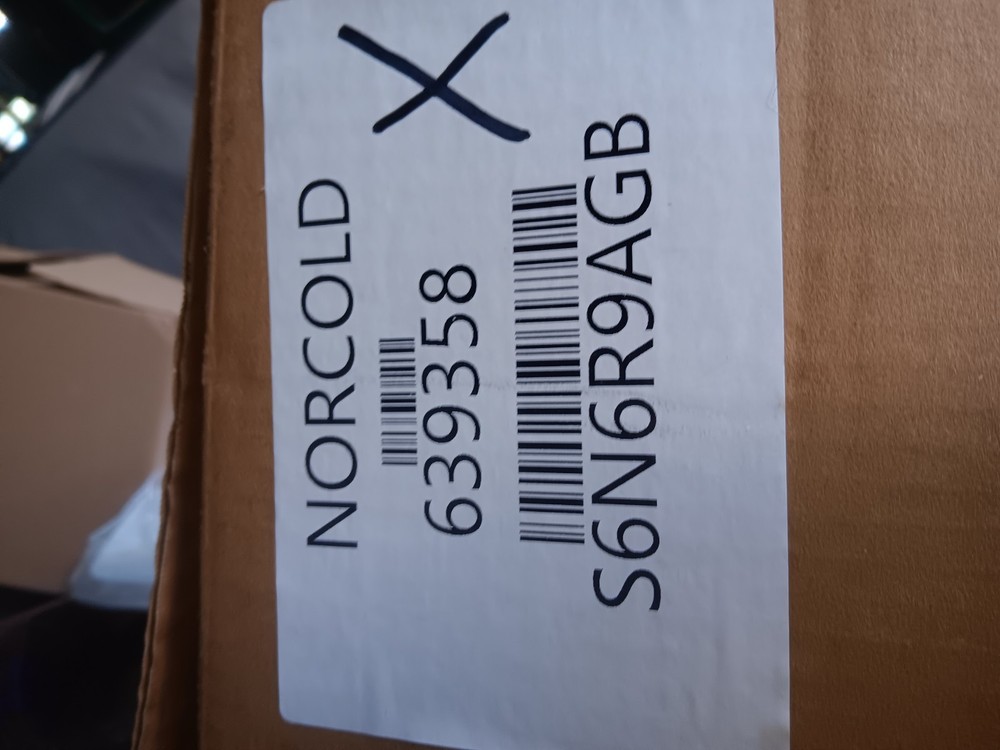 NORCOLD
X
639358
S6N6R9AGB